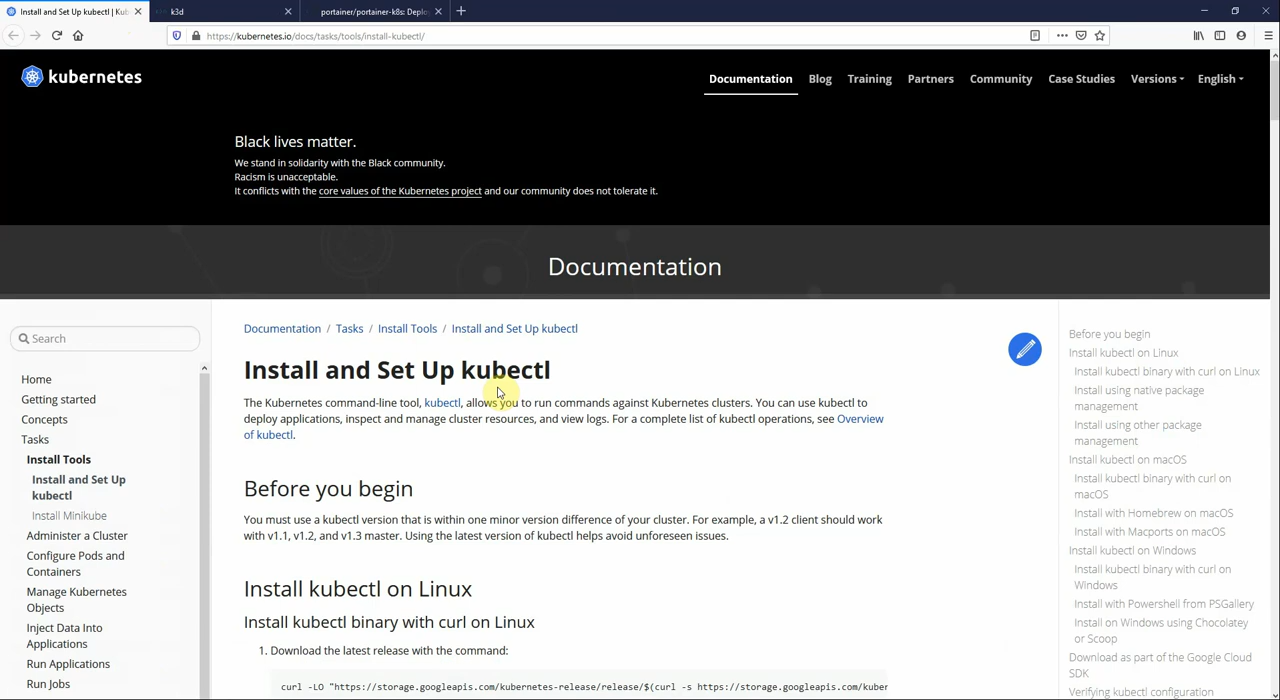 Install and Set Up kubectl | Kub
k3d
portainer/portainer-k8s: Deplo
https://kubernetes.io/docs/tasks/tools/install-kubectl/
kubernetes
Documentation
Blog
Training
Partners
Community
Case Studies
Versions
English
Black lives matter.
We stand in solidarity with the Black community.
Racism is unacceptable.
It conflicts with the core values of the Kubernetes project and our community does not tolerate it.
Documentation
Search
Home
Getting started
Concepts
Tasks
Install Tools
Install and Set Up
kubectl
Install Minikube
Administer a Cluster
Configure Pods and
Containers
Manage Kubernetes
Objects
Inject Data Into
Applications
Run Applications
Run Jobs
Documentation / Tasks / Install Tools / Install and Set Up kubectl
Install and Set Up kubectl
The Kubernetes command-line tool, kubectl, allows you to run commands against Kubernetes clusters. You can use kubectl to
deploy applications, inspect and manage cluster resources, and view logs. For a complete list of kubectl operations, see Overview
of kubectl.
Before you begin
You must use a kubectl version that is within one minor version difference of your cluster. For example, a v1.2 client should work
with v1.1, v1.2, and v1.3 master. Using the latest version of kubectl helps avoid unforeseen issues.
Install kubectl on Linux
Install kubectl binary with curl on Linux
1. Download the latest release with the command:
curl -LO "https://storage.googleapis.com/kubernetes-release/release/$(curl -s https://storage.googleapis.com/kuber
Before you begin
Install kubectl on Linux
Install kubectl binary with curl on Linux
Install using native package
management
Install using other package
management
Install kubectl on macOS
Install kubectl binary with curl on
macOS
Install with Homebrew on macOS
Install with Macports on macOS
Install kubectl on Windows
Install kubectl binary with curl on
Windows
Install with Powershell from PSGallery
Install on Windows using Chocolatey
or Scoop
Download as part of the Google Cloud
SDK
Verifying kubectl configuration